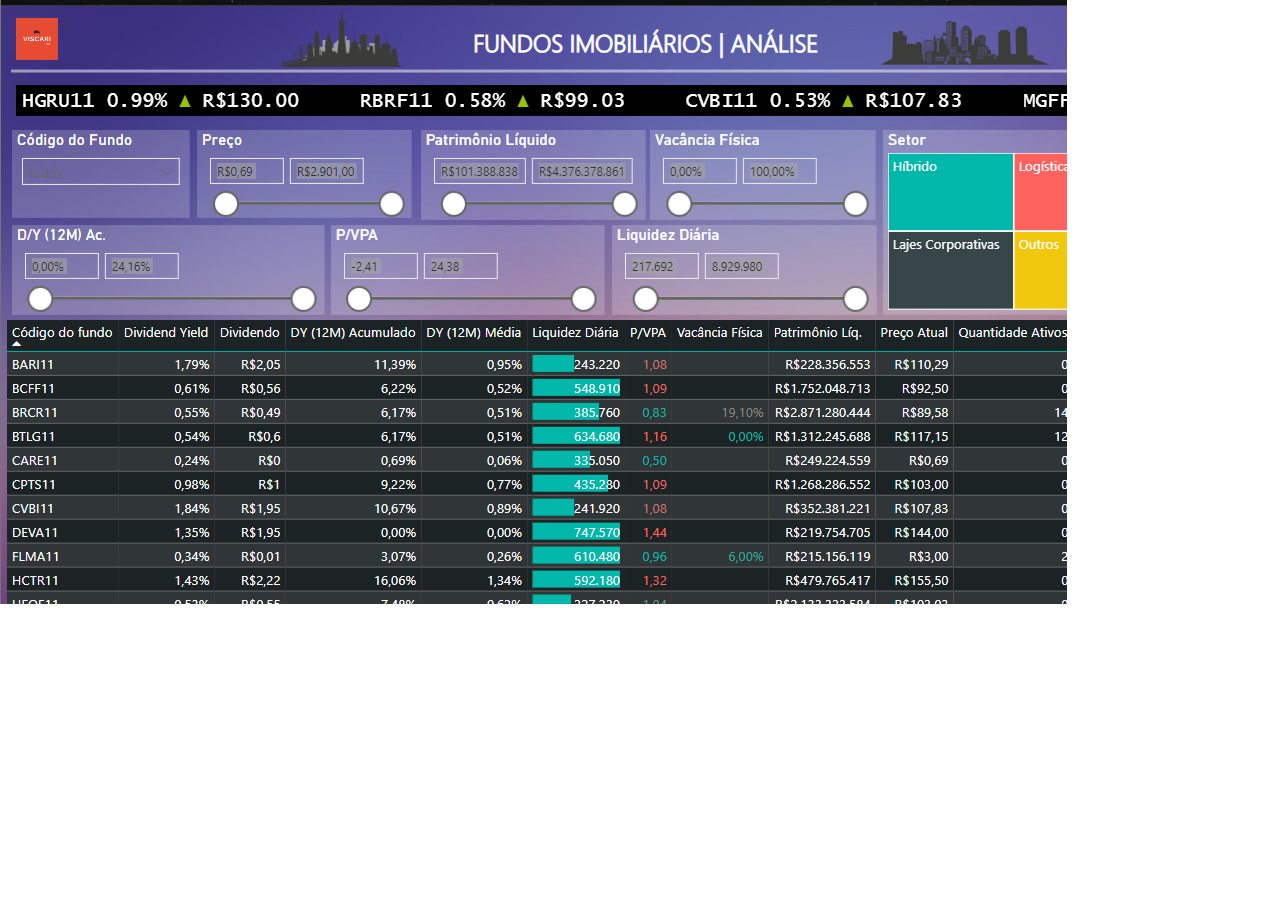 VISCARI
FUNDOS IMOBILIÁRIOS | ANÁLISE
HGRU11 0.99% ▲ R$130.00 RBRF11 0.58% ▲ R$99.03 CVBI11 0.53% ▲ R$107.83 MGFF
Código do Fundo Preço Patrimônio Líquido Vacância Física Setor
Todos R$0,69 R$2.901,00 R$101.388.838 R$4.376.378.861 0,00% 100,00% Híbrido Logística
D/Y (12M) Ac. P/VPA Liquidez Diária Lajes Corporativas Outros
0,00% 24,16% -2,41 24,38 217.692 8.929.980
Código do fundo Dividend Yield Dividendo DY (12M) Acumulado DY (12M) Média Liquidez Diária P/VPA Vacância Física Patrimônio Líq. Preço Atual Quantidade Ativos
BARI11 1,79% R$2,05 11,39% 0,95% 243.220 1,08 R$228.356.553 R$110,29 0
BCFF11 0,61% R$0,56 6,22% 0,52% 548.910 1,09 R$1.752.048.713 R$92,50 0
BRCR11 0,55% R$0,49 6,17% 0,51% 385.760 0,83 19,10% R$2.871.280.444 R$89,58 14
BTLG11 0,54% R$0,6 6,17% 0,51% 634.680 1,16 0,00% R$1.312.245.688 R$117,15 12
CARE11 0,24% R$0 0,69% 0,06% 335.050 0,50 R$249.224.559 R$0,69 0
CPTS11 0,98% R$1 9,22% 0,77% 435.280 1,09 R$1.268.286.552 R$103,00 0
CVBI11 1,84% R$1,95 10,67% 0,89% 241.920 1,08 R$352.381.221 R$107,83 0
DEVA11 1,35% R$1,95 0,00% 0,00% 747.570 1,44 R$219.754.705 R$144,00 0
FLMA11 0,34% R$0,01 3,07% 0,26% 610.480 0,96 6,00% R$215.156.119 R$3,00 2
HCTR11 1,43% R$2,22 16,06% 1,34% 592.180 1,32 R$479.765.417 R$155,50 0